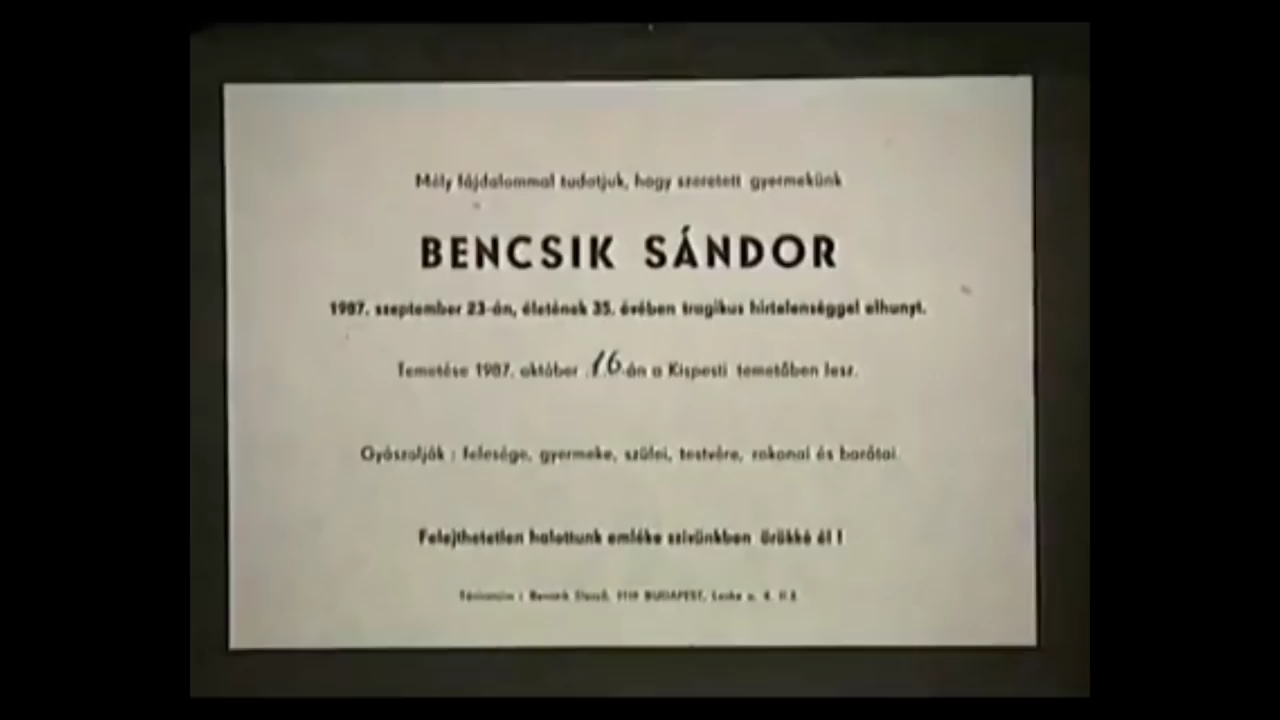 Mély fájdalommal tudatjuk, hogy szeretett gyermekünk
BENCSIK SÁNDOR
1987. szeptember 23-án, életének 35. évében tragikus hirtelenséggel elhunyt.
Temetése 1987. október 16-án a Kispesti temetőben lesz.
Gyászolják : felesége, gyermeke, szülei, testvére, rokonai és barátai
Felejthetetlen halottunk emléke szívünkben örökké él !
BUDAPEST,